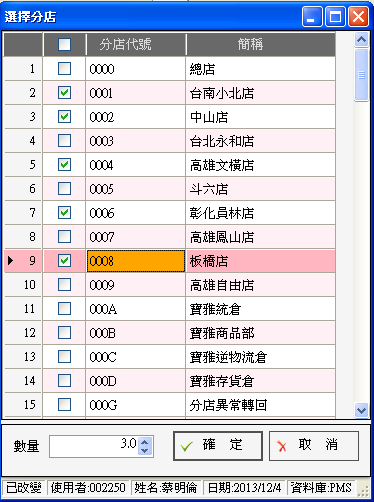 選擇分店
分店代號 簡稱
1 0000 總店
2 0001 台南小北店
3 0002 中山店
4 0003 台北永和店
5 0004 高雄文橫店
6 0005 斗六店
7 0006 彰化員林店
8 0007 高雄鳳山店
9 0008 板橋店
10 0009 高雄自由店
11 000A 寶雅統倉
12 000B 寶雅商品部
13 000C 寶雅逆物流倉
14 000D 寶雅存貨倉
15 000G 分店異常轉回
數量 3.0 確 定 取 消
已改變 使用者:002250 姓名:蔡明倫 日期:2013/12/4 資料庫:PMS